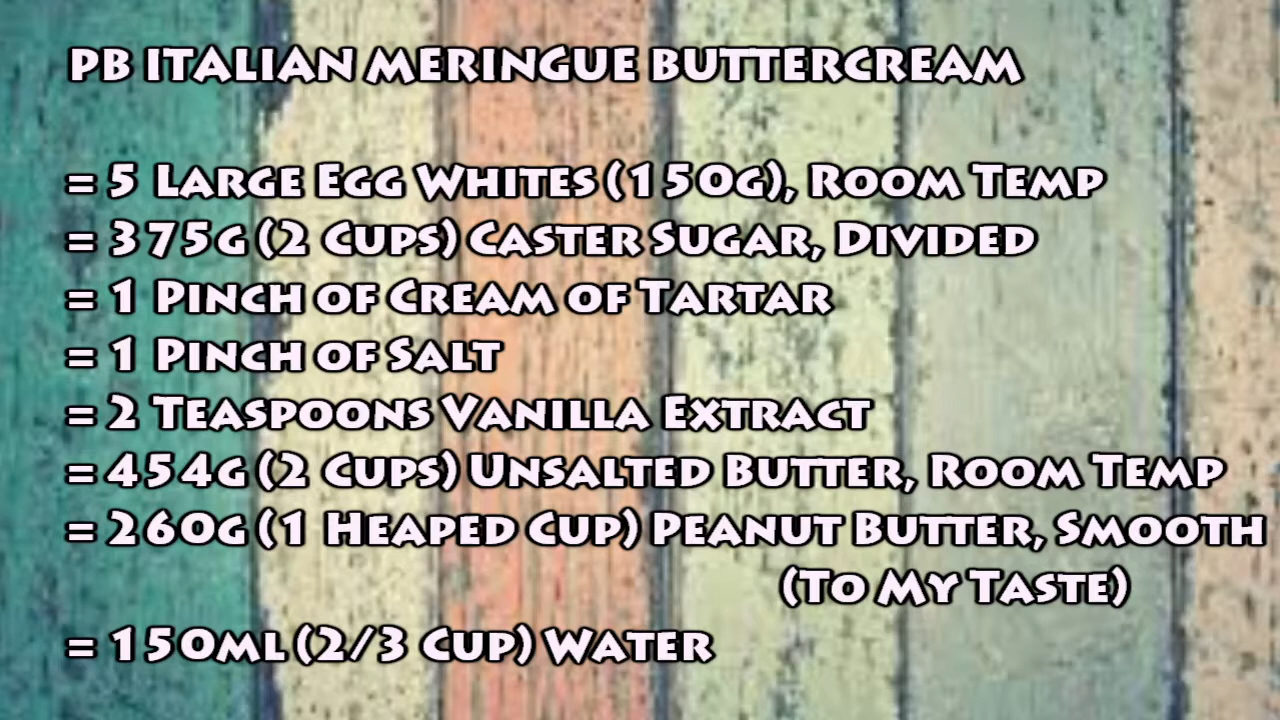 PB ITALIAN MERINGUE BUTTERCREAM
= 5 LARGE EGG WHITES (150G), ROOM TEMP
= 375G (2 CUPS) CASTER SUGAR, DIVIDED
= 1 PINCH OF CREAM OF TARTAR
= 1 PINCH OF SALT
= 2 TEASPOONS VANILLA EXTRACT
= 454G (2 CUPS) UNSALTED BUTTER, ROOM TEMP
= 260G (1 HEAPED CUP) PEANUT BUTTER, SMOOTH
(TO MY TASTE)
= 150ML (2/3 CUP) WATER